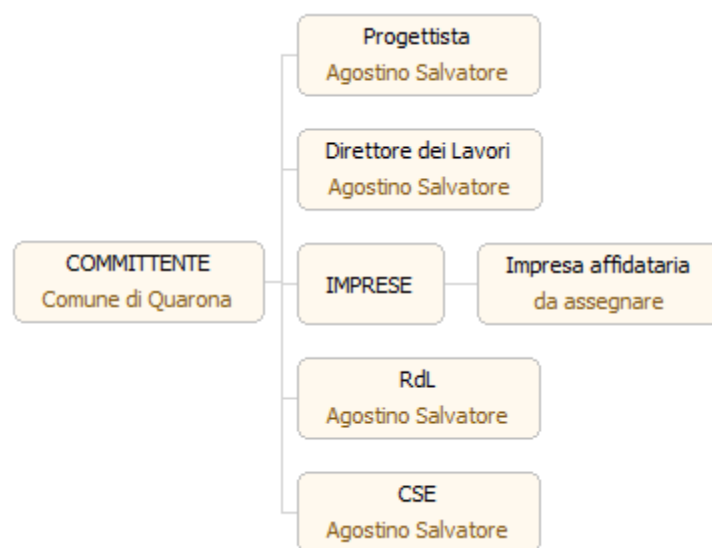 Progettista
Agostino Salvatore
Direttore dei Lavori
Agostino Salvatore
COMMITTENTE
Comune di Quarona
IMPRESE
Impresa affidataria
da assegnare
RdL
Agostino Salvatore
CSE
Agostino Salvatore